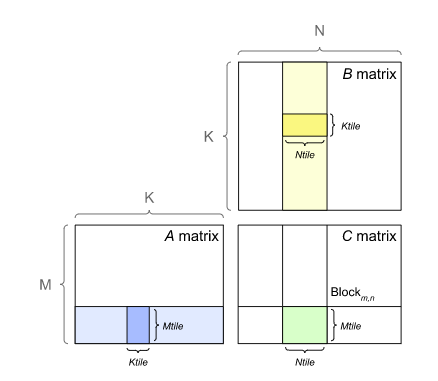 N
B matrix
K
Ktile
Ntile
K
A matrix
C matrix
M
Block m,n
Mtile
Mtile
Ktile
Ntile